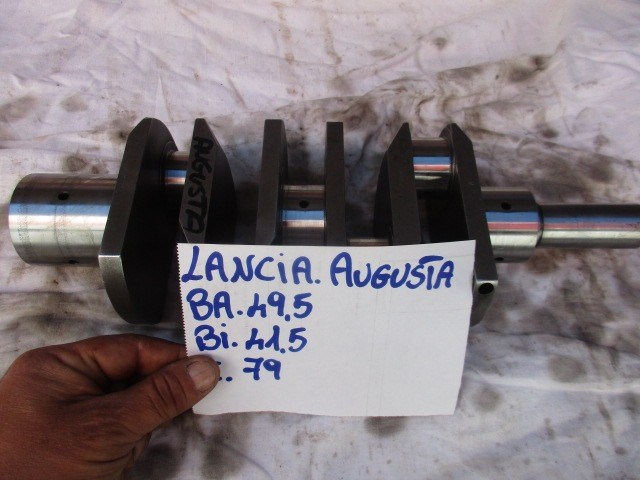 AUGUSTA
LANCIA. AUGUSTA
BA. 49,5
Bi. 41,5
. 79